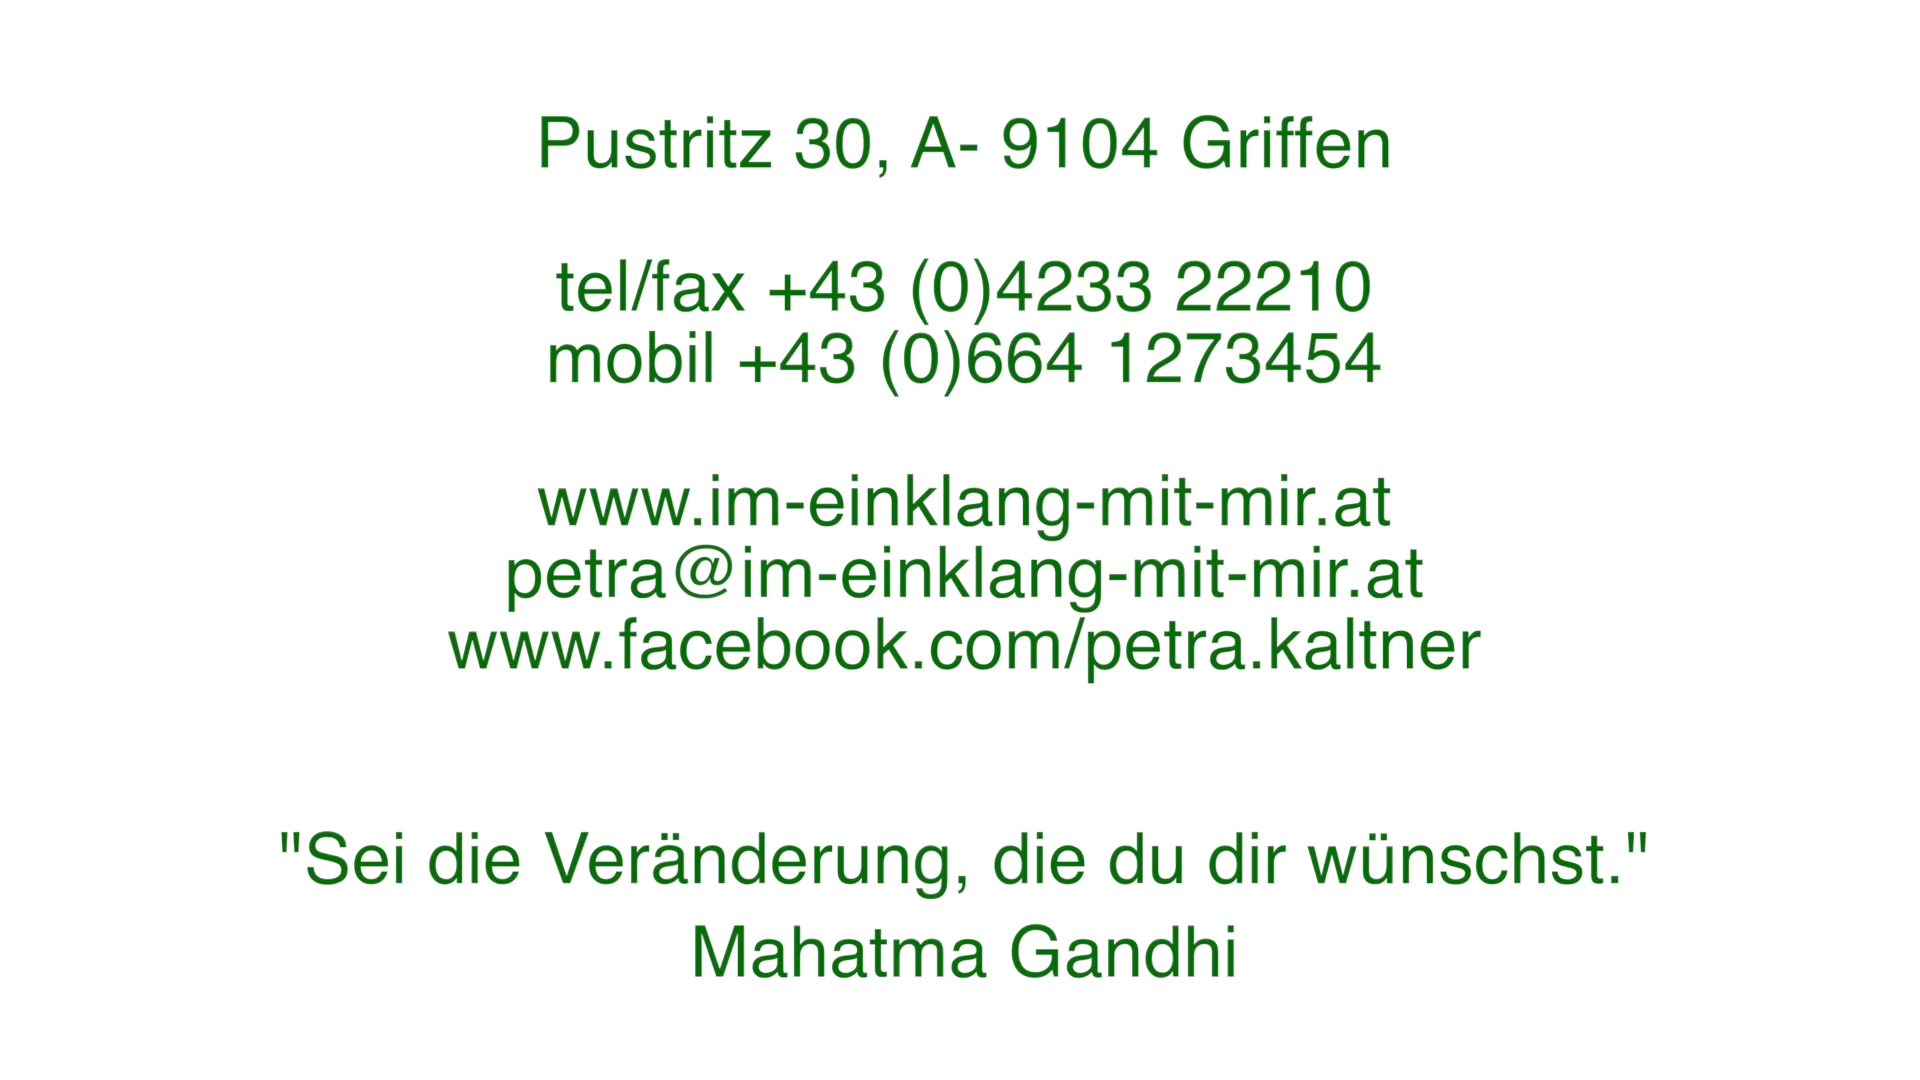 Pustritz 30, A- 9104 Griffen
tel/fax +43 (0)4233 22210
mobil +43 (0)664 1273454
www.im-einklang-mit-mir.at
petra@im-einklang-mit-mir.at
www.facebook.com/petra.kaltner
"Sei die Veränderung, die du dir wünschst."
Mahatma Gandhi